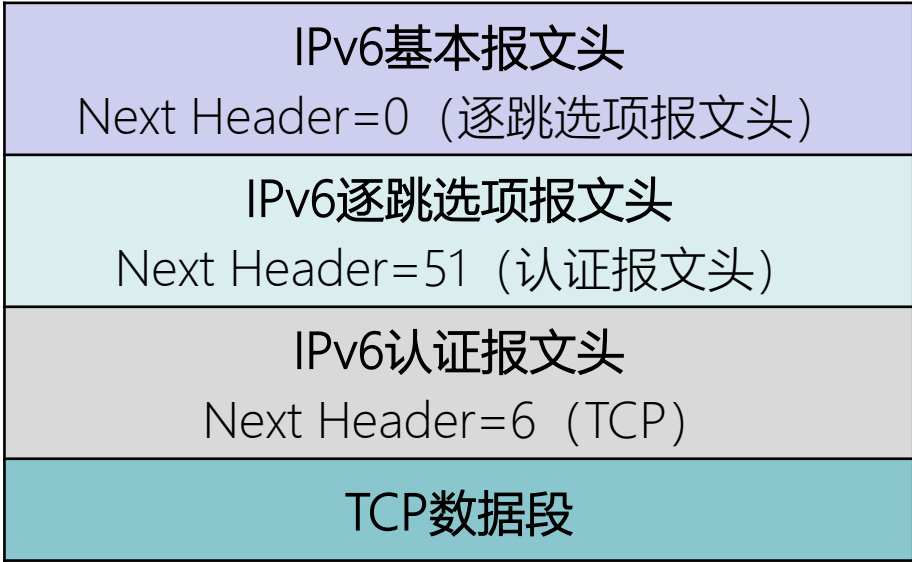 IPv6基本报文头
Next Header=0（逐跳选项报文头）
IPv6逐跳选项报文头
Next Header=51（认证报文头）
IPv6认证报文头
Next Header=6（TCP）
TCP数据段